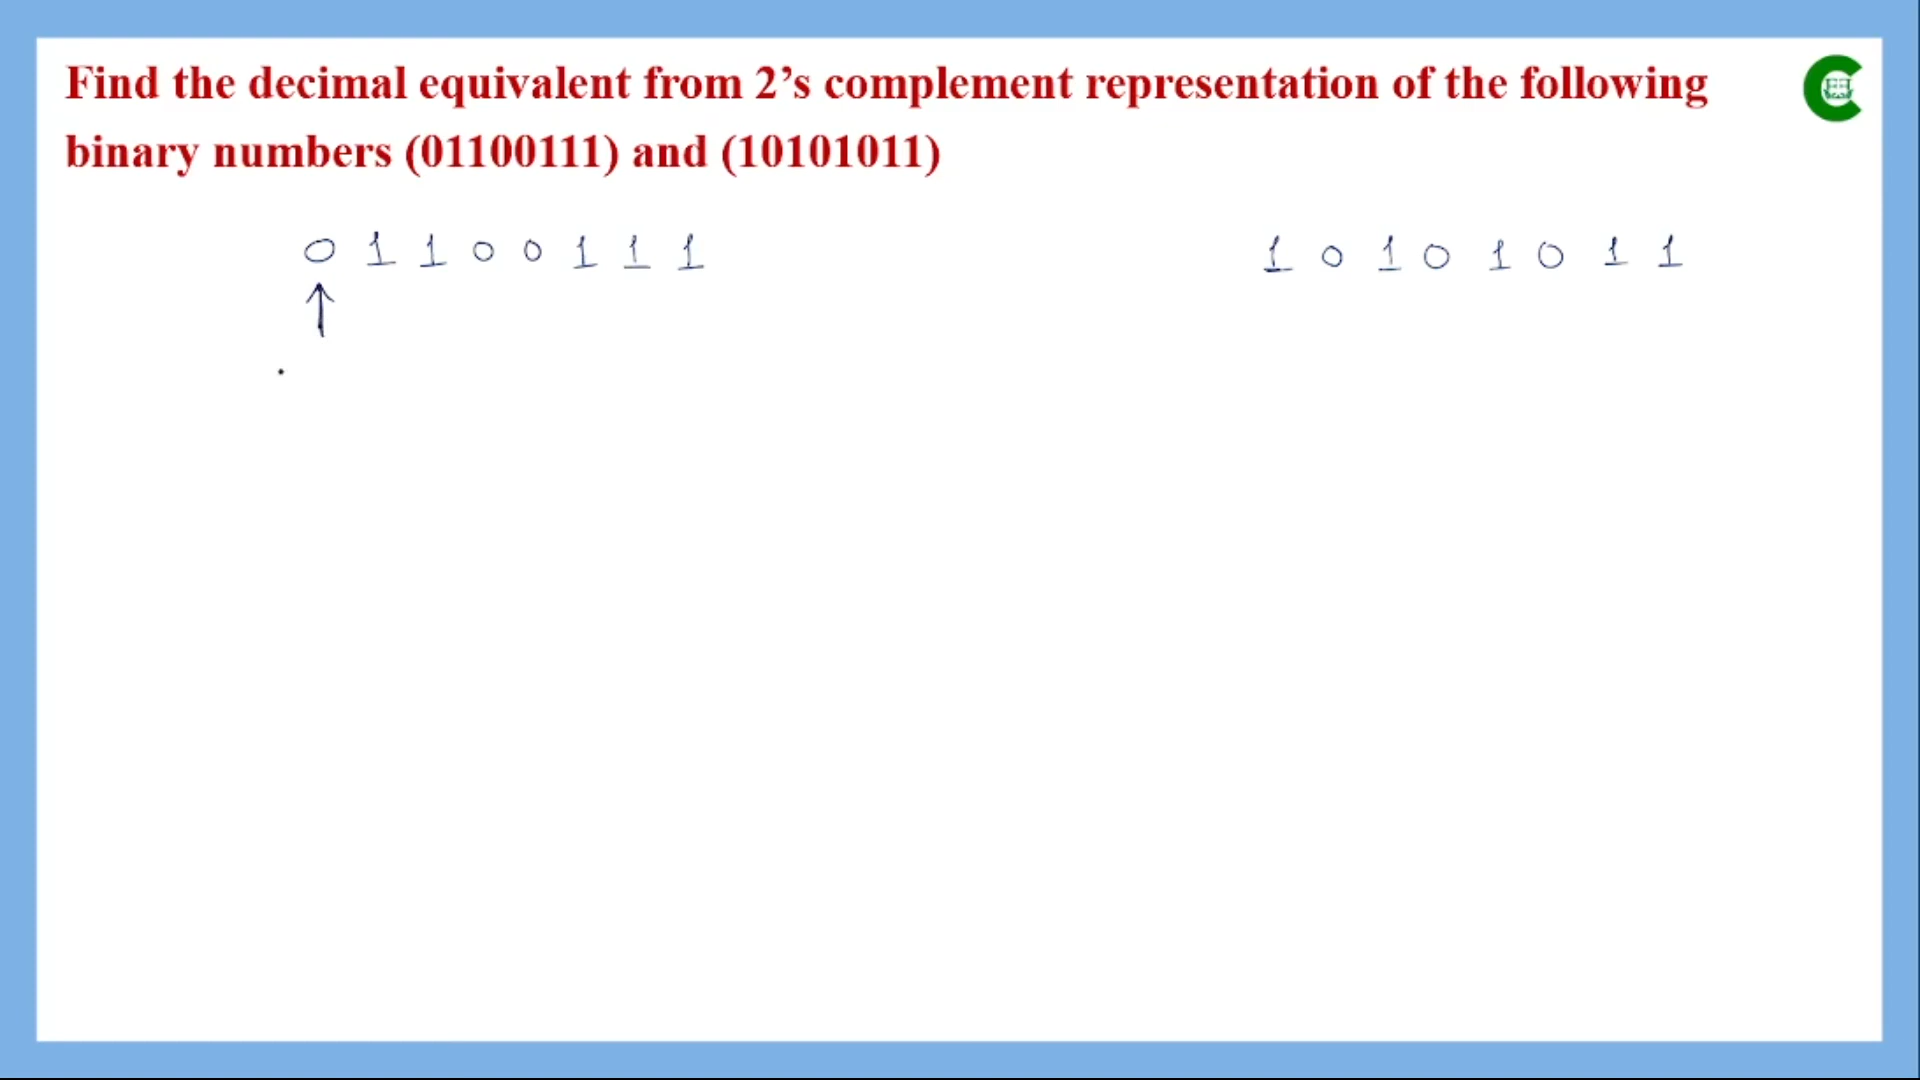 Find the decimal equivalent from 2’s complement representation of the following
binary numbers (01100111) and (10101011)
0 1 1 0 0 1 1 1
1 0 1 0 1 0 1 1